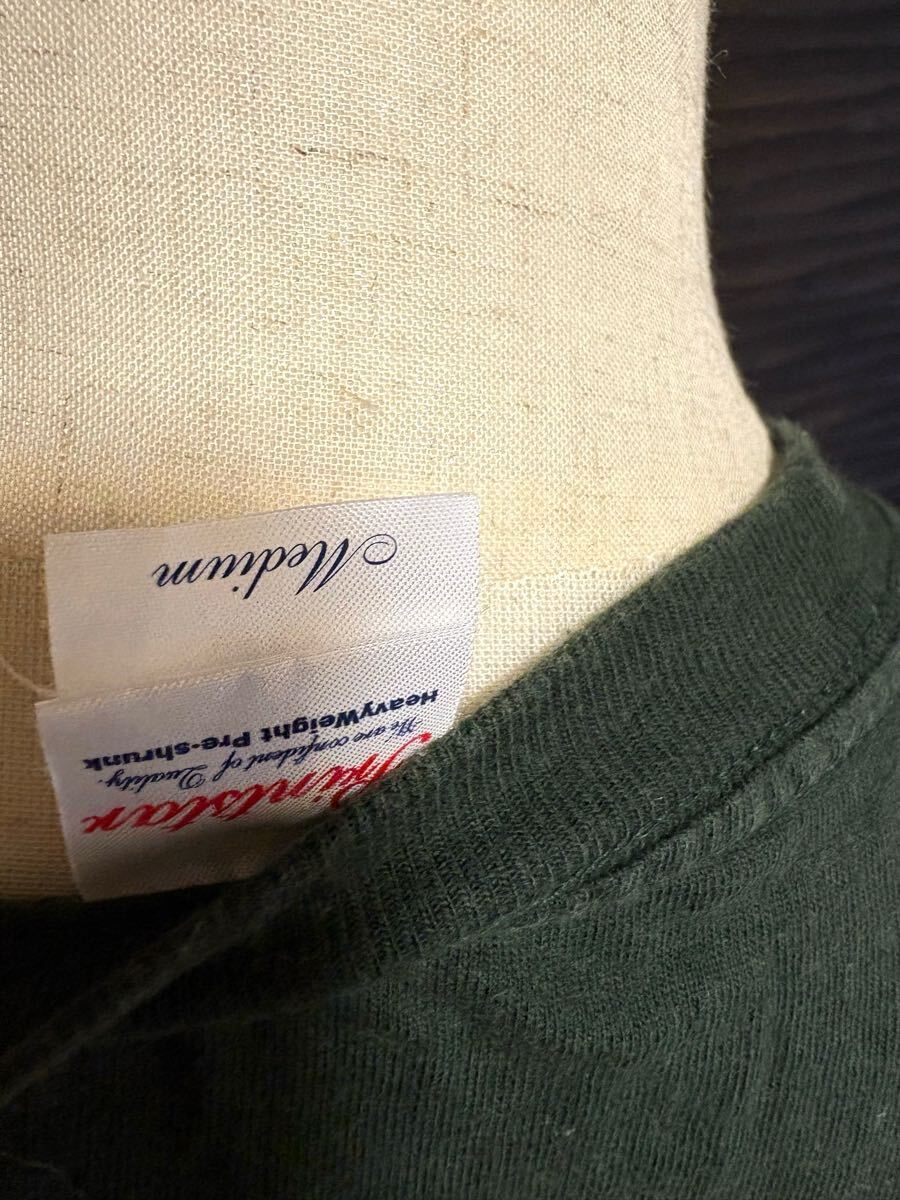 Printstar
We are confident of Quality.
HeavyWeight Pre-shrunk
Medium